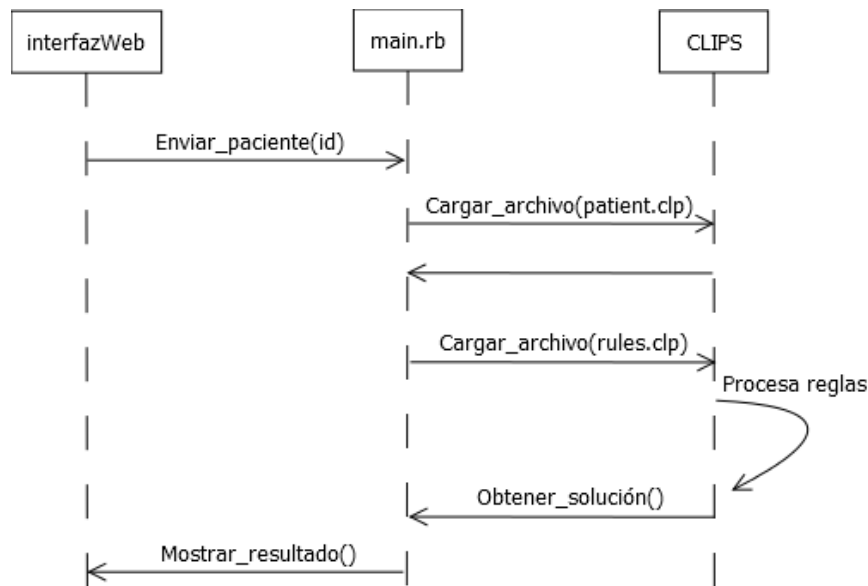 interfazWeb
main.rb
CLIPS
Enviar_paciente(id)
Cargar_archivo(patient.clp)
Cargar_archivo(rules.clp)
Procesa reglas
Obtener_solución()
Mostrar_resultado()